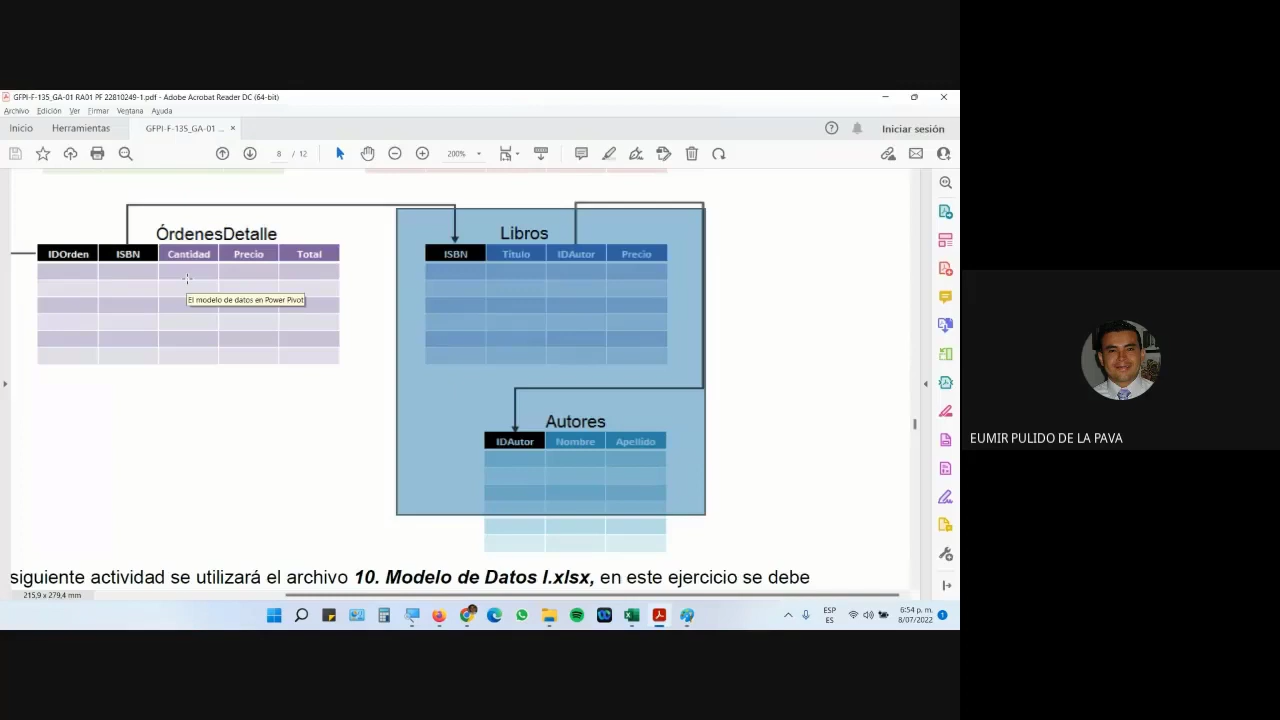 GFPI-F-135_GA-01 RA01 PF 22810249-1.pdf - Adobe Acrobat Reader DC (64-bit)
Archivo Edición Ver Firmar Ventana Ayuda
Inicio Herramientas GFPI-F-135_GA-01 ... × Iniciar sesión
8 / 12 200%
ÓrdenesDetalle
IDOrden ISBN Cantidad Precio Total
El modelo de datos en Power Pivot
Libros
ISBN Titulo IDAutor Precio
Autores
IDAutor Nombre Apellido
siguiente actividad se utilizará el archivo 10. Modelo de Datos I.xlsx, en este ejercicio se debe
215,9 x 279,4 mm
ESP
ES
6:54 p. m.
8/07/2022
1
EUMIR PULIDO DE LA PAVA